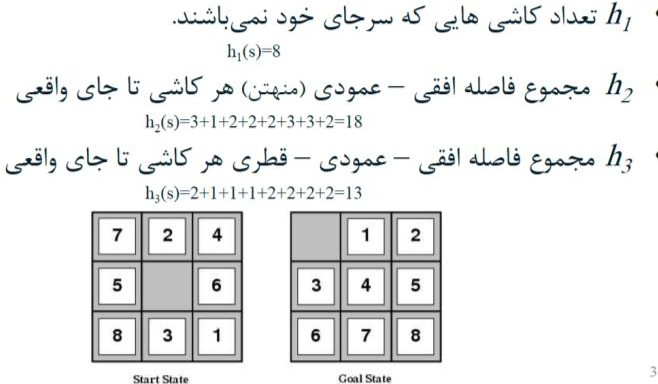 • h1 تعداد کاشی هایی که سرجای خود نمی‌باشند.
h1(s)=8
• h2 مجموع فاصله افقی – عمودی (منهتن) هر کاشی تا جای واقعی
h2(s)=3+1+2+2+2+3+3+2=18
• h3 مجموع فاصله افقی – عمودی – قطری هر کاشی تا جای واقعی
h3(s)=2+1+1+1+2+2+2+2=13
7 2 4
5 6
8 3 1
Start State
1 2
3 4 5
6 7 8
Goal State
3